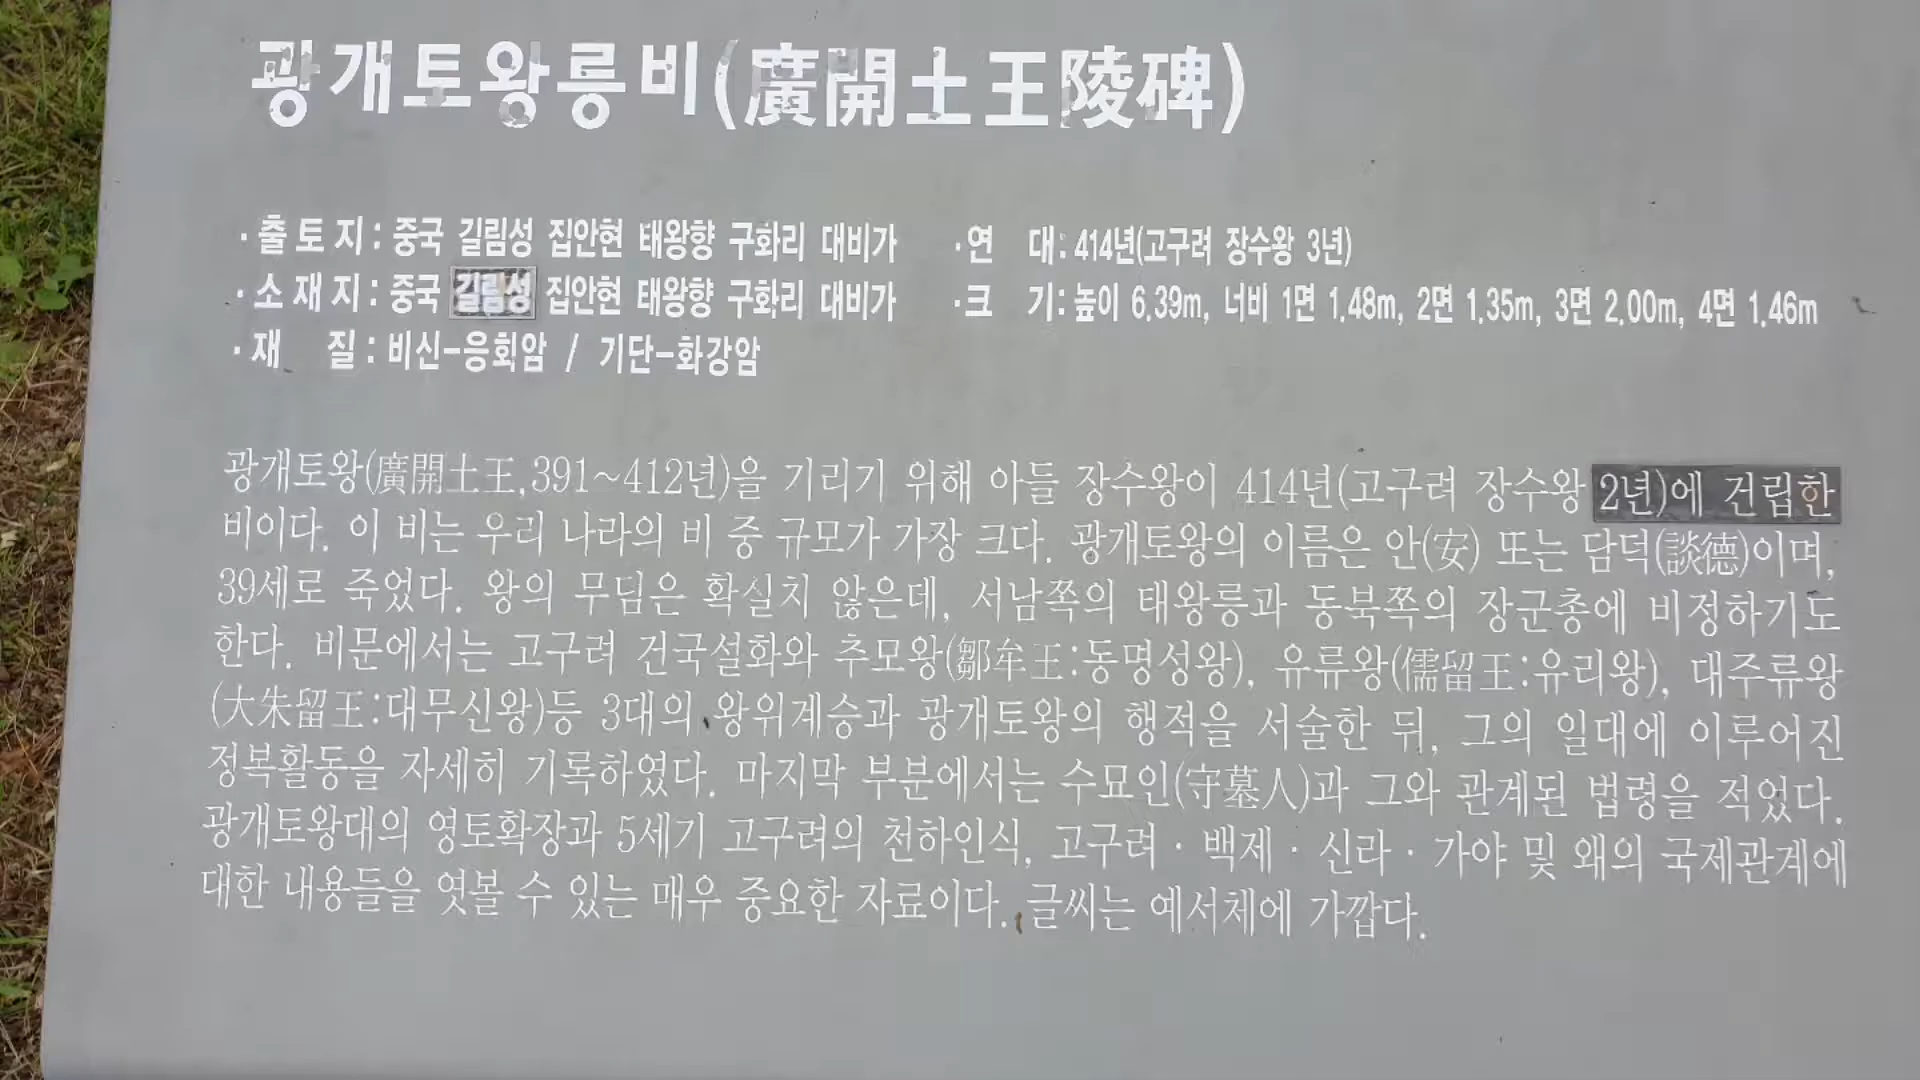 광개토왕릉비(廣開土王陵碑)
· 출 토 지 : 중국 길림성 집안현 태왕향 구화리 대비가 · 연 대 : 414년(고구려 장수왕 3년)
· 소 재 지 : 중국 길림성 집안현 태왕향 구화리 대비가 · 크 기 : 높이 6.39m, 너비 1면 1.48m, 2면 1.35m, 3면 2.00m, 4면 1.46m
· 재 질 : 비신-응회암 / 기단-화강암
광개토왕(廣開土王,391~412년)을 기리기 위해 아들 장수왕이 414년(고구려 장수왕 2년)에 건립한
비이다. 이 비는 우리 나라의 비 중 규모가 가장 크다. 광개토왕의 이름은 안(安) 또는 담덕(談德)이며,
39세로 죽었다. 왕의 무덤은 확실치 않은데, 서남쪽의 태왕릉과 동북쪽의 장군총에 비정하기도
한다. 비문에서는 고구려 건국설화와 추모왕(鄒牟王:동명성왕), 유류왕(儒留王:유리왕), 대주류왕
(大朱留王:대무신왕)등 3대의 왕위계승과 광개토왕의 행적을 서술한 뒤, 그의 일대에 이루어진
정복활동을 자세히 기록하였다. 마지막 부분에서는 수묘인(守墓人)과 그와 관계된 법령을 적었다.
광개토왕대의 영토확장과 5세기 고구려의 천하인식, 고구려 · 백제 · 신라 · 가야 및 왜의 국제관계에
대한 내용들을 엿볼 수 있는 매우 중요한 자료이다. 글씨는 예서체에 가깝다.